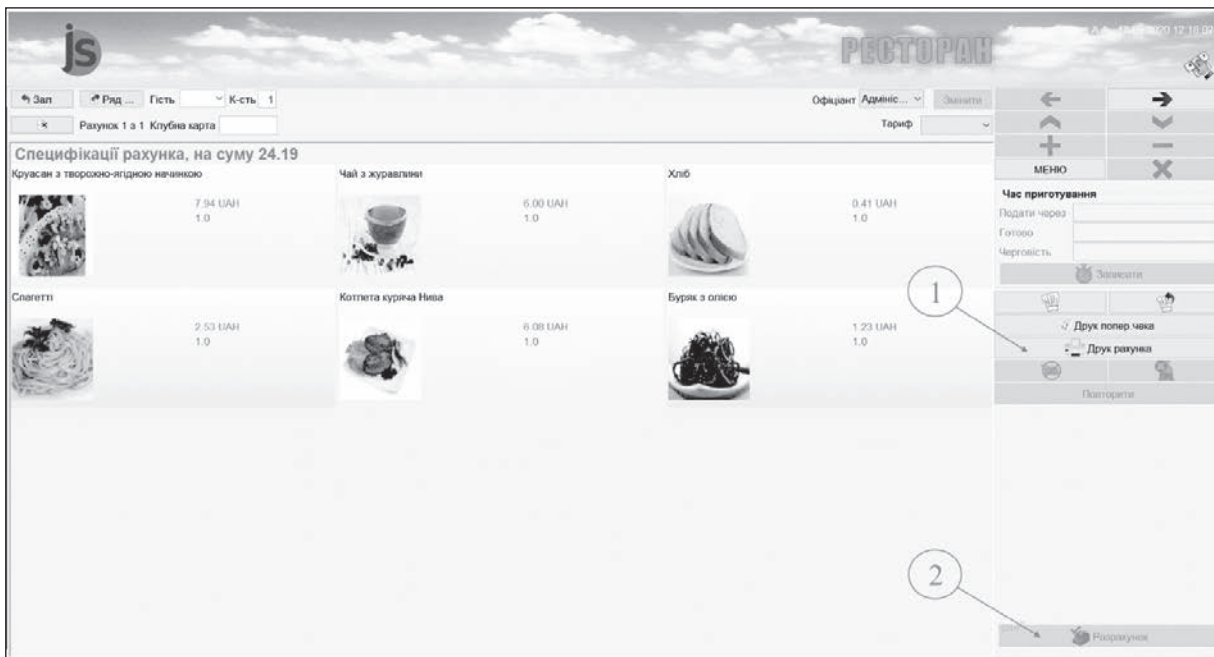 js
РЕСТОРАН
Зал
Ряд ...
Гість
К-сть 1
Офіціант Адмініс...
Змінити
Рахунок 1 з 1 Клубна карта
Тариф
Специфікації рахунка, на суму 24.19
МЕНЮ
Круасан з творожно-ягідною начинкою
7.94 UAH
1.0
Чай з журавлини
6.00 UAH
1.0
Хліб
0.41 UAH
1.0
Час приготування
Подати через
Готово
Черговість
Записати
Спагетті
2.53 UAH
1.0
Котлета куряча Нива
6.08 UAH
1.0
Буряк з олією
1.23 UAH
1.0
1
Друк попер.чека
Друк рахунка
Повторити
2
Розрахунок